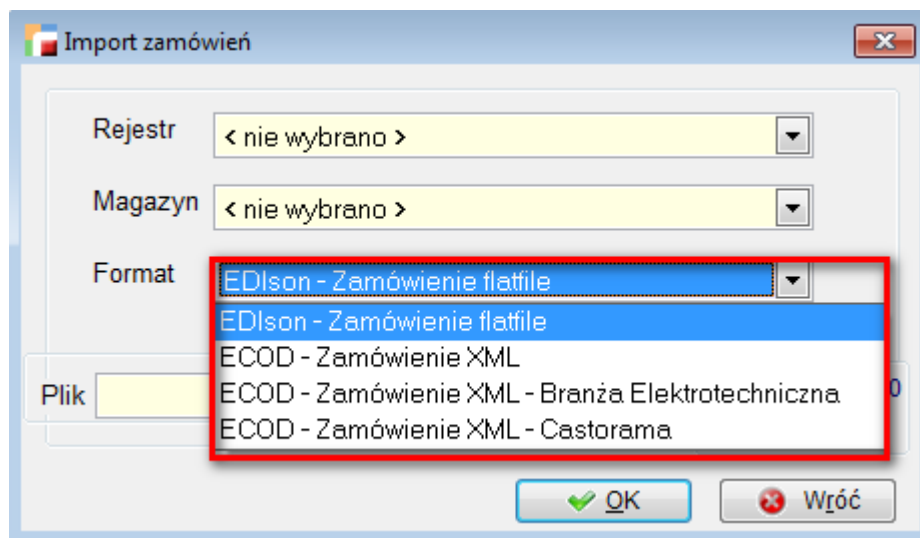 Import zamówień
Rejestr < nie wybrano >
Magazyn < nie wybrano >
Format EDIson - Zamówienie flatfile
EDIson - Zamówienie flatfile
ECOD - Zamówienie XML
Plik ECOD - Zamówienie XML - Branża Elektrotechniczna 0
ECOD - Zamówienie XML - Castorama
OK Wróć